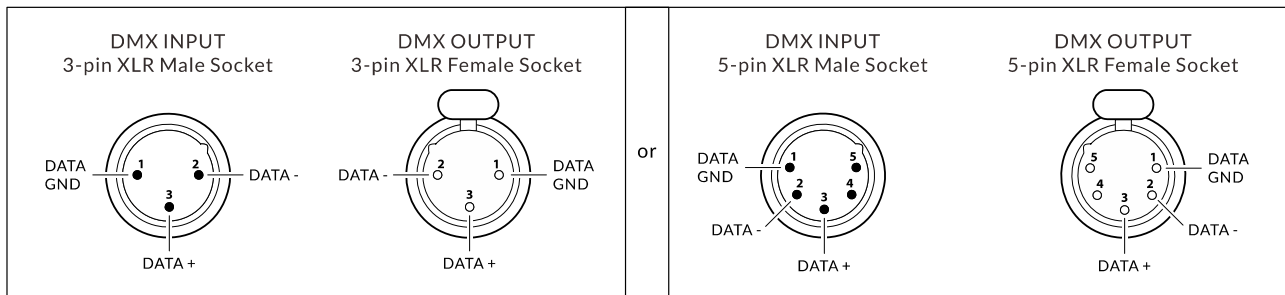 DMX INPUT
3-pin XLR Male Socket
1
2
3
DATA
GND
DATA -
DATA +
DMX OUTPUT
3-pin XLR Female Socket
2
1
3
DATA -
DATA
GND
DATA +
or
DMX INPUT
5-pin XLR Male Socket
1
5
2
4
3
DATA
GND
DATA -
DATA +
DMX OUTPUT
5-pin XLR Female Socket
5
1
4
2
3
DATA
GND
DATA -
DATA +